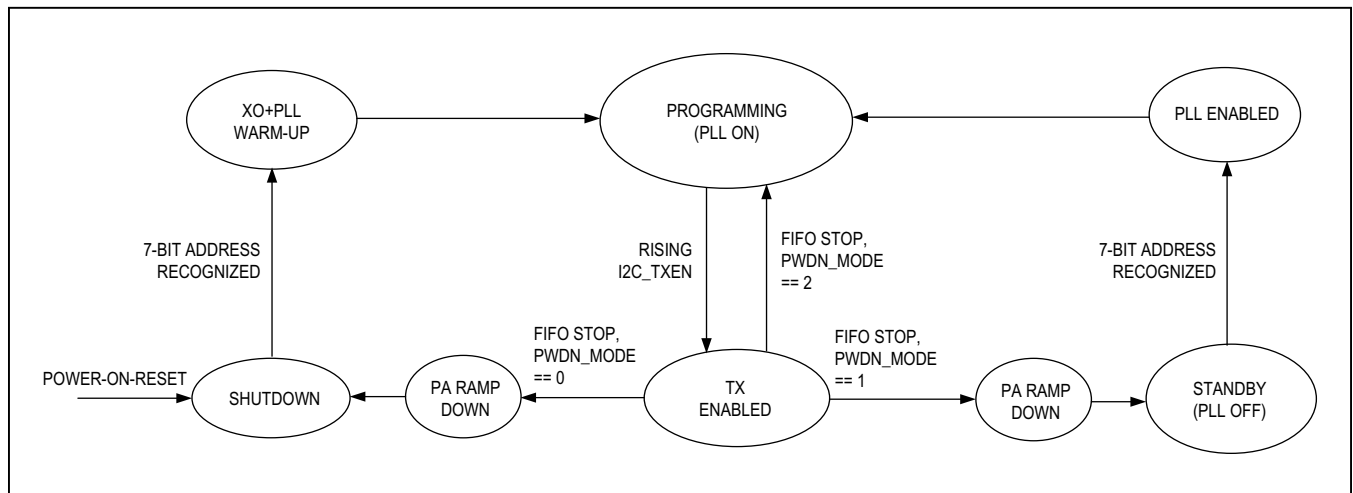 XO+PLL
WARM-UP
PROGRAMMING
(PLL ON)
PLL ENABLED
7-BIT ADDRESS
RECOGNIZED
RISING
I2C_TXEN
FIFO STOP,
PWDN_MODE
== 2
7-BIT ADDRESS
RECOGNIZED
FIFO STOP,
PWDN_MODE
== 0
FIFO STOP,
PWDN_MODE
== 1
POWER-ON-RESET
SHUTDOWN
PA RAMP
DOWN
TX
ENABLED
PA RAMP
DOWN
STANDBY
(PLL OFF)